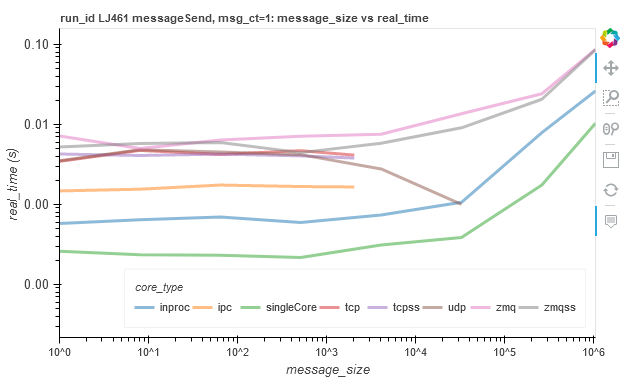 run_id LJ461 messageSend, msg_ct=1: message_size vs real_time
0.10
0.01
0.00
0.00
real_time (s)
core_type
inproc ipc singleCore tcp tcpss udp zmq zmqss
10^0 10^1 10^2 10^3 10^4 10^5 10^6
message_size